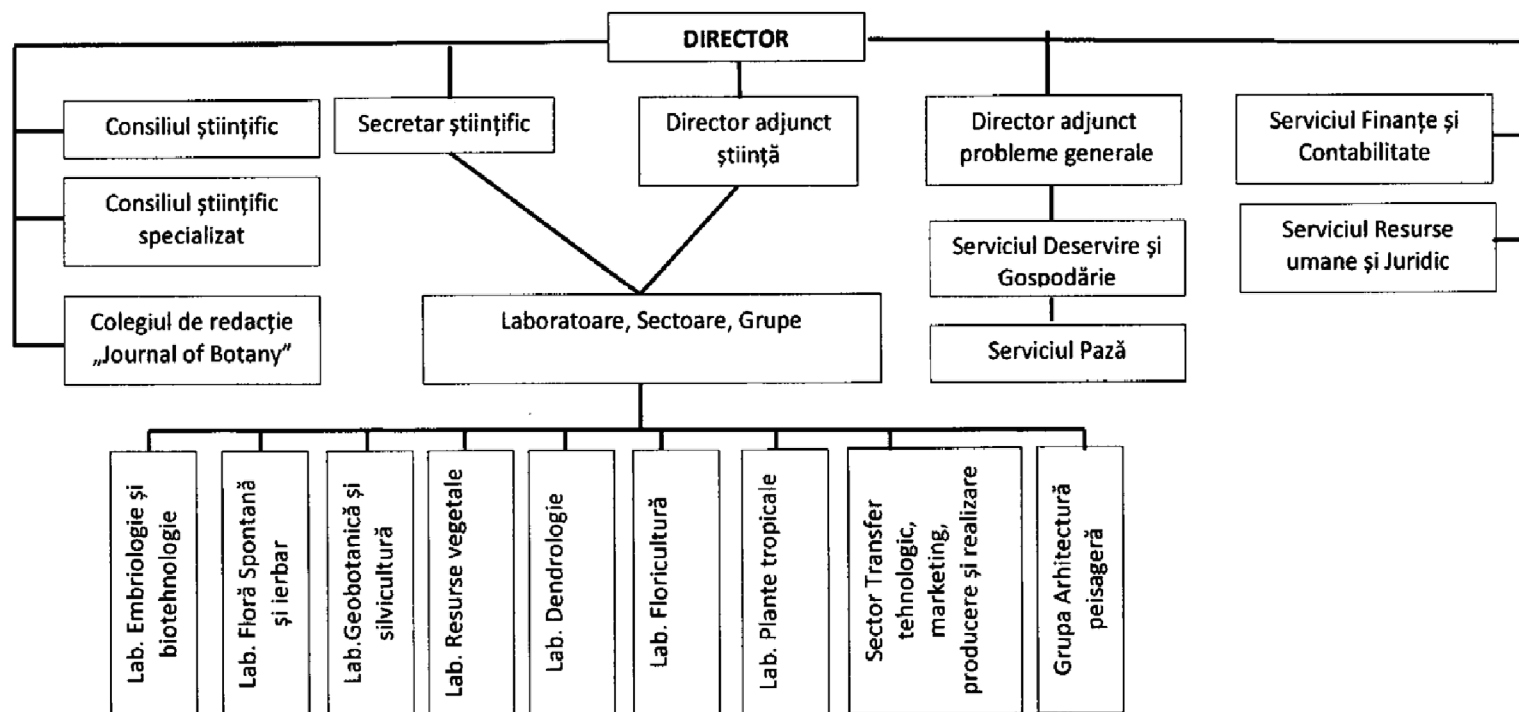 DIRECTOR
Consiliul științific
Secretar științific
Director adjunct
știință
Director adjunct
probleme generale
Serviciul Finanțe și
Contabilitate
Consiliul științific
specializat
Serviciul Deservire și
Gospodărie
Serviciul Resurse
umane și Juridic
Colegiul de redacție
„Journal of Botany”
Laboratoare, Sectoare, Grupe
Serviciul Pază
Lab. Embriologie și
biotehnologie
Lab. Floră Spontană
și ierbar
Lab.Geobotanică și
silvicultură
Lab. Resurse vegetale
Lab. Dendrologie
Lab. Floricultură
Lab. Plante tropicale
Sector Transfer
tehnologic,
marketing,
producere și realizare
Grupa Arhitectură
peisageră